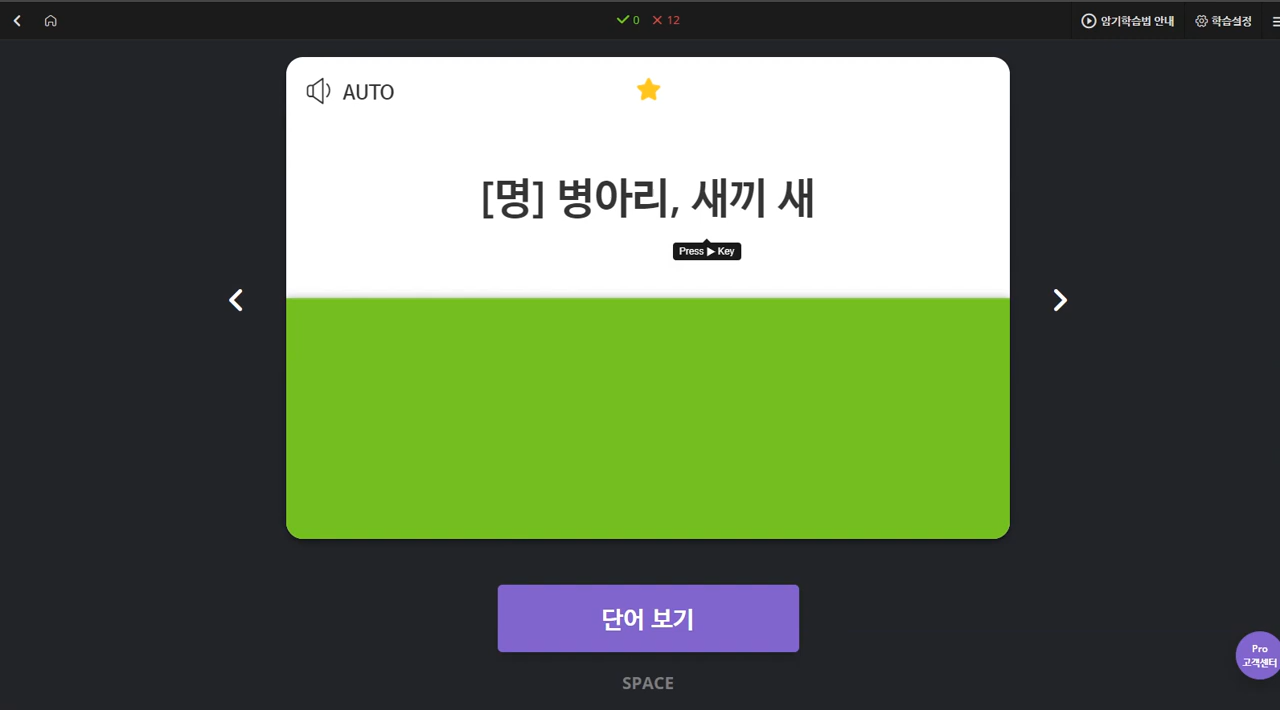 0 12
암기학습법 안내
학습설정
AUTO
[명] 병아리, 새끼 새
Press ▶ Key
단어 보기
SPACE
Pro
고객센터